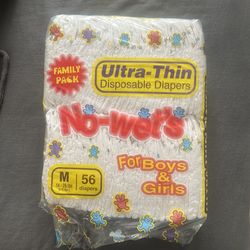 FAMILY
PACK
Ultra-Thin
Disposable Diapers
No-wet's
For Boys
&
Girls
M
56
diapers